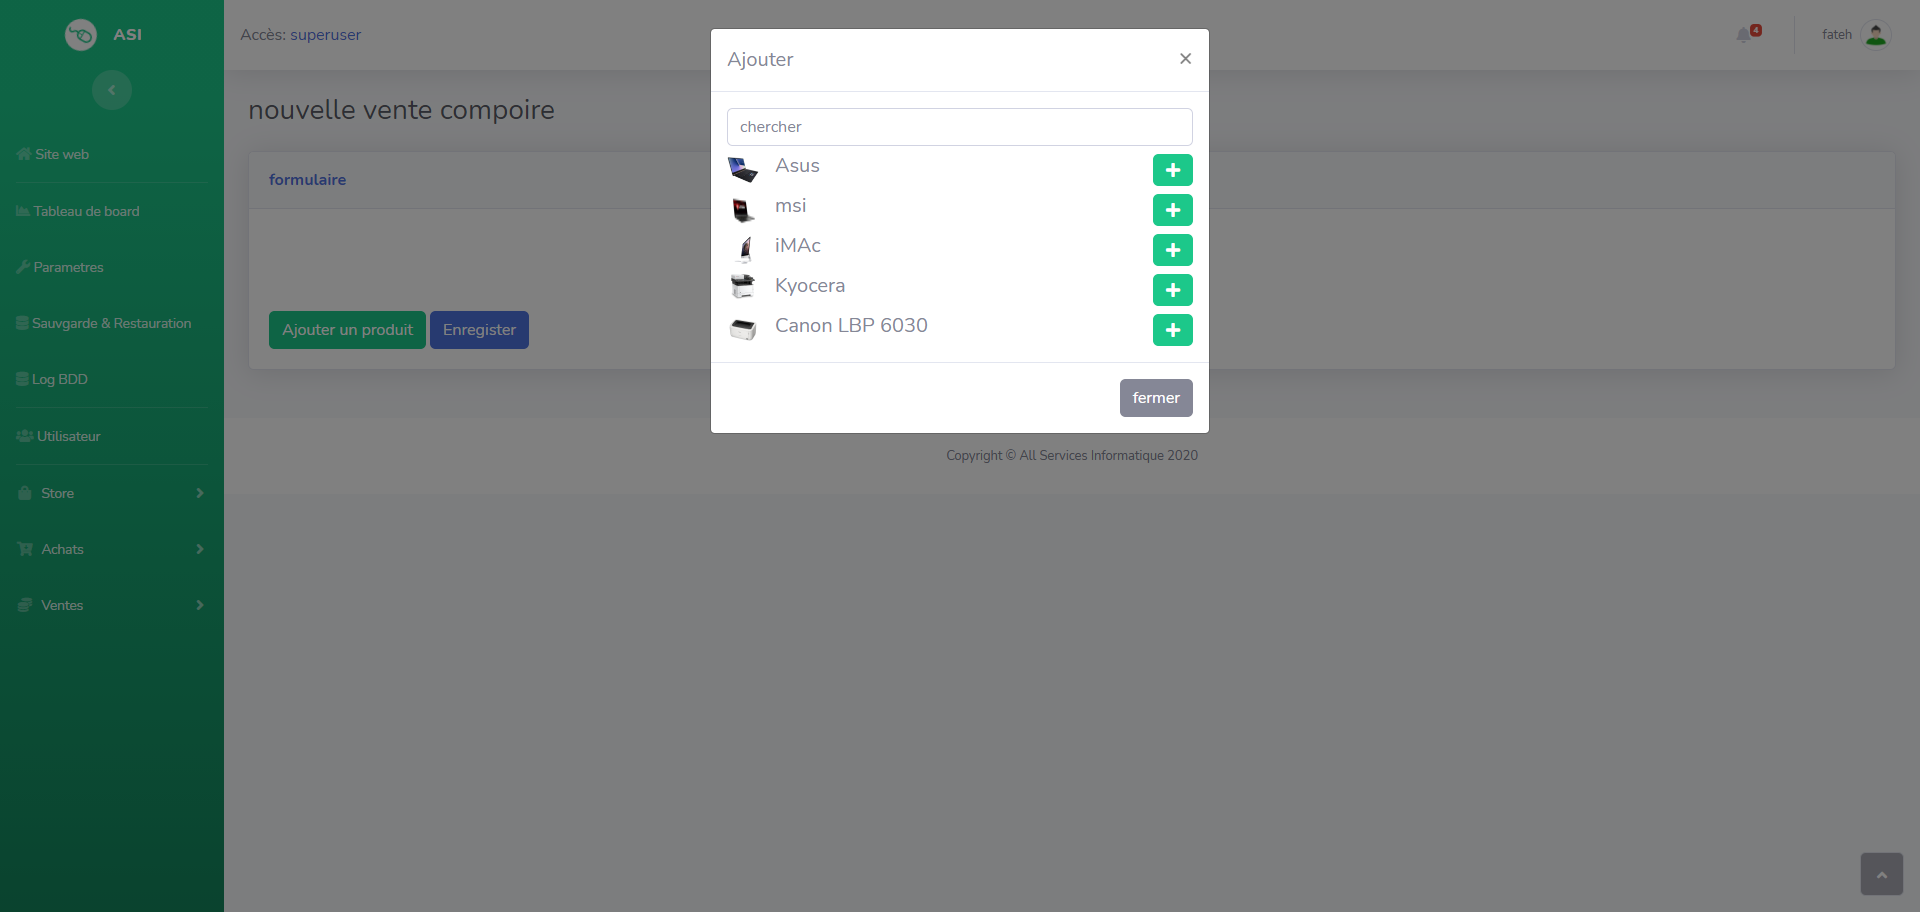 ASI
Accès: superuser
4
fateh
Site web
Tableau de board
Parametres
Sauvgarde & Restauration
Log BDD
Utilisateur
Store
Achats
Ventes
nouvelle vente compoire
formulaire
Ajouter un produit
Enregister
Ajouter
×
chercher
Asus
msi
iMAc
Kyocera
Canon LBP 6030
fermer
Copyright © All Services Informatique 2020